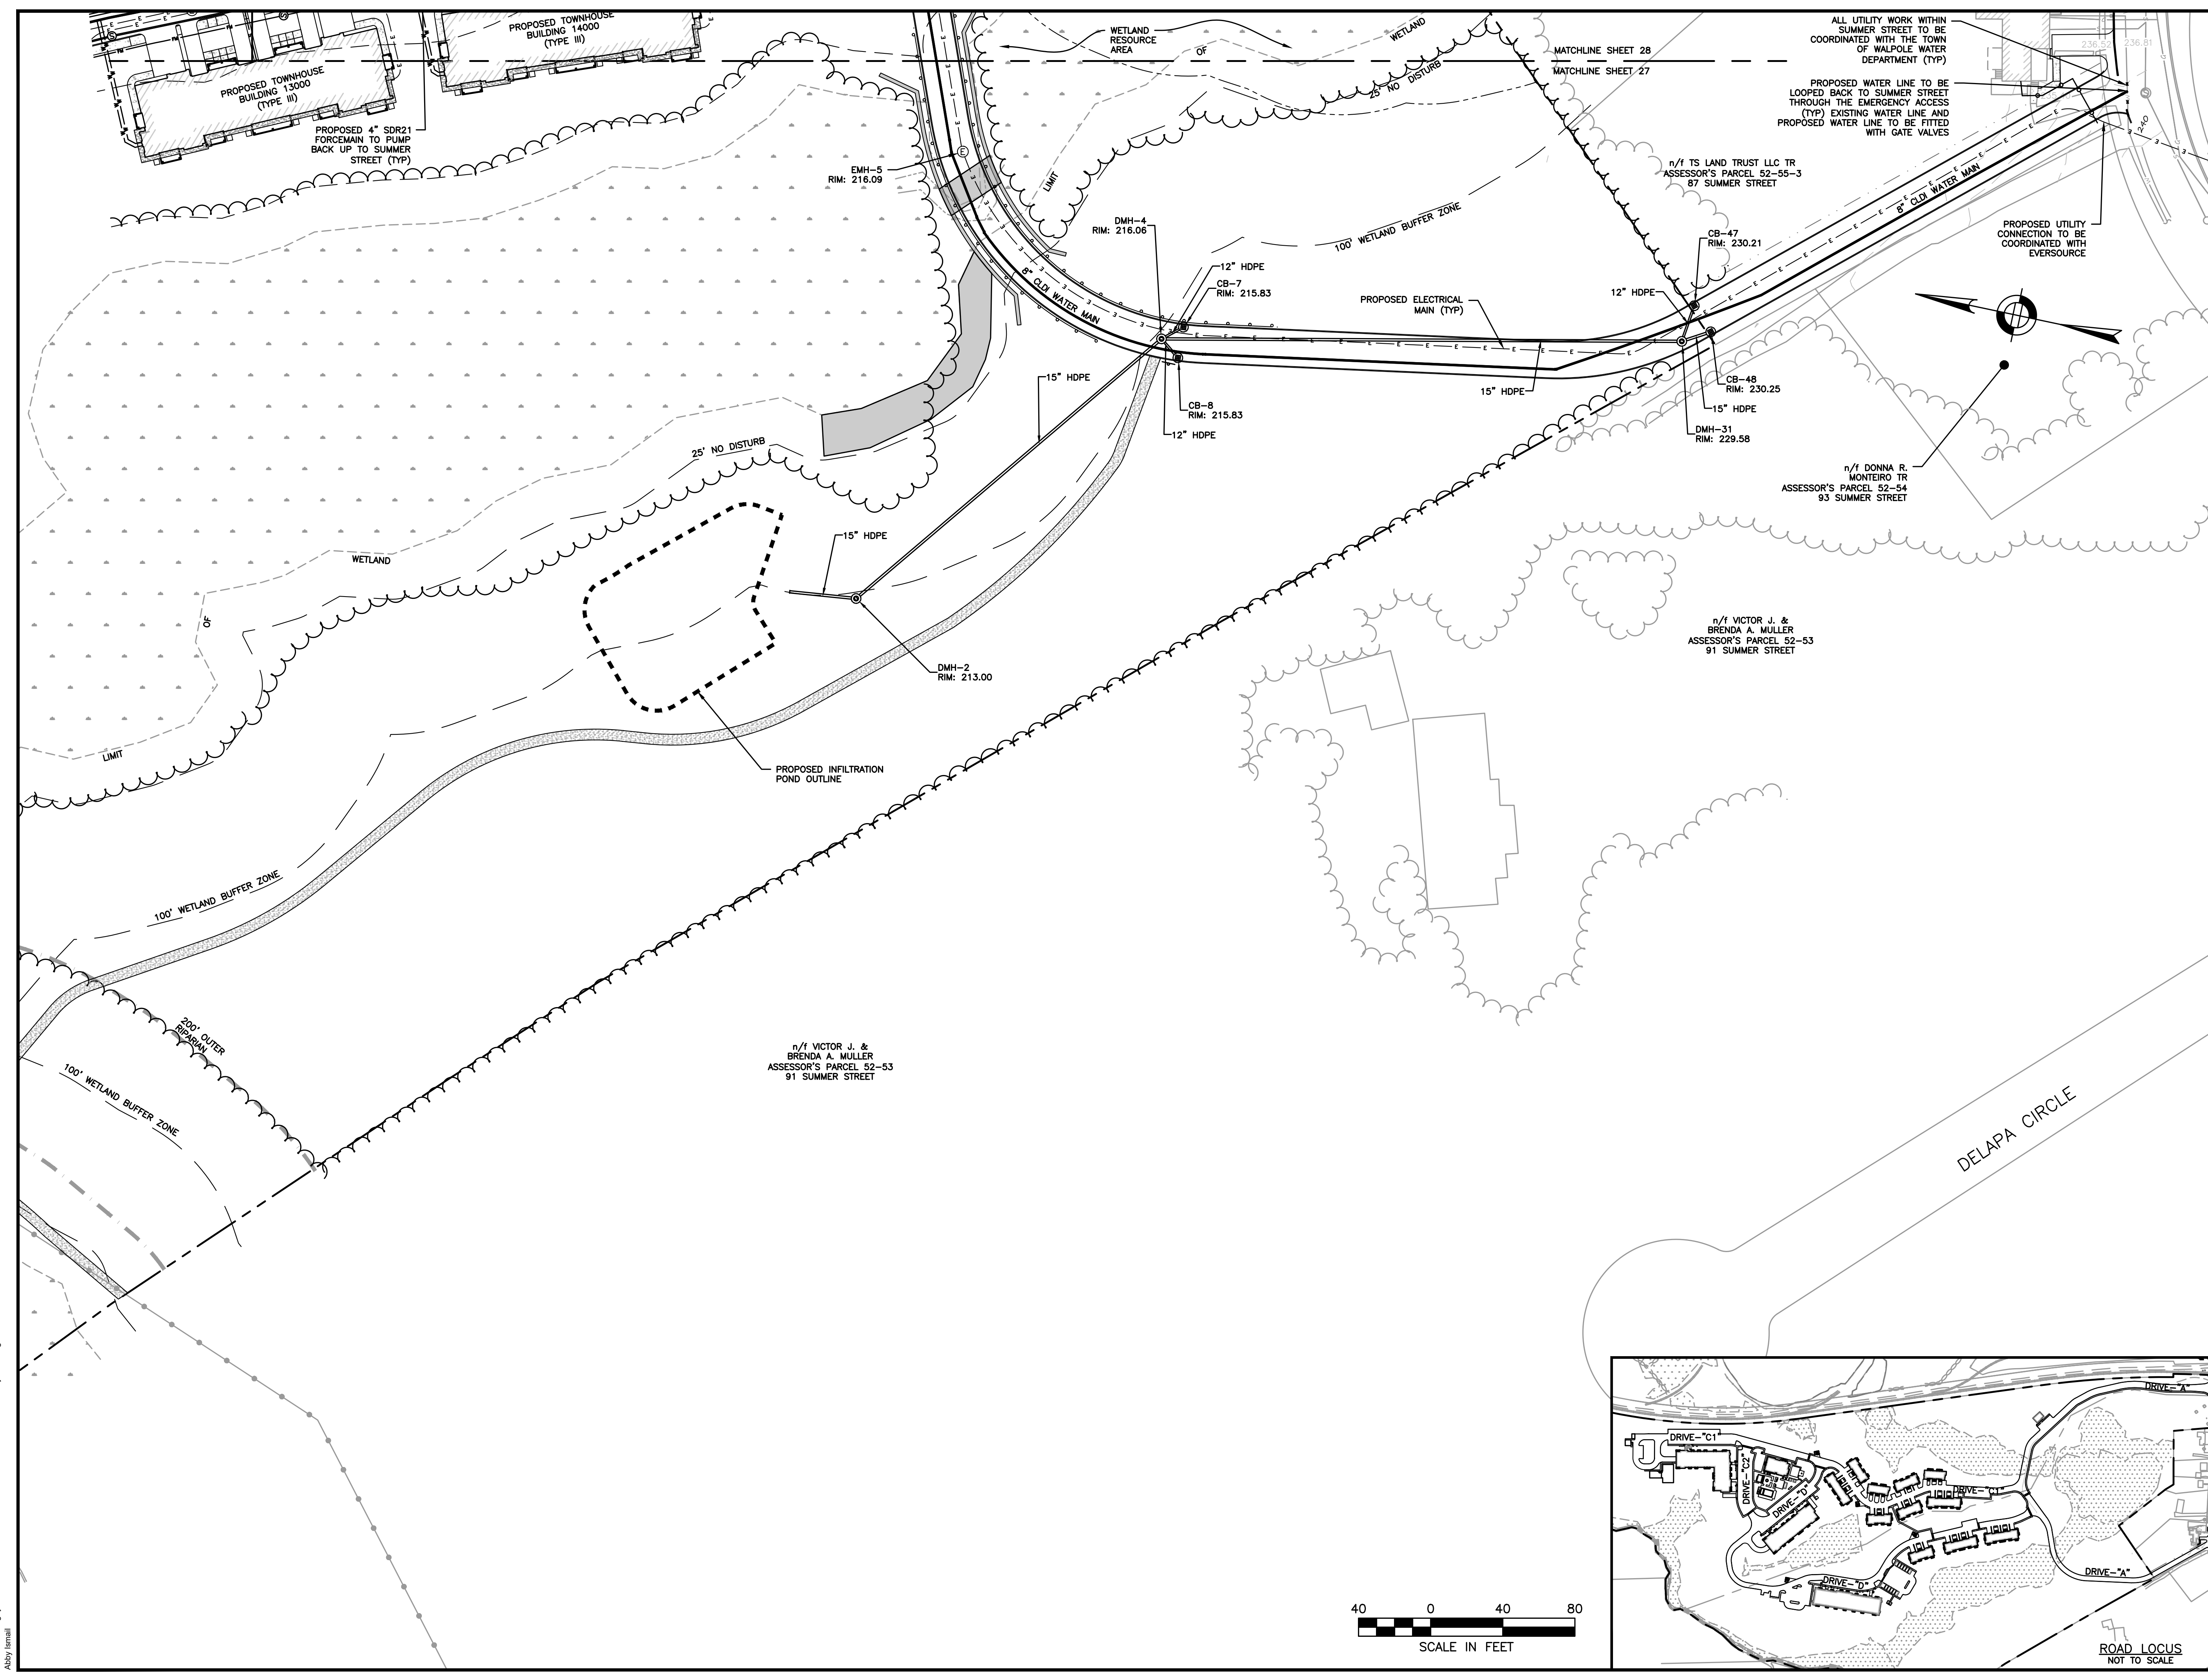 PROPOSED TOWNHOUSE
BUILDING 14000
(TYPE III)
PROPOSED TOWNHOUSE
BUILDING 13000
(TYPE III)
PROPOSED 4" SDR21
FORCEMAIN TO PUMP
BACK UP TO SUMMER
STREET (TYP)
WETLAND
RESOURCE
AREA
LIMIT
OF
WETLAND
25' NO DISTURB
MATCHLINE SHEET 28
MATCHLINE SHEET 27
ALL UTILITY WORK WITHIN
SUMMER STREET TO BE
COORDINATED WITH THE TOWN
OF WALPOLE WATER
DEPARTMENT (TYP)
236.52
236.81
PROPOSED WATER LINE TO BE
LOOPED BACK TO SUMMER STREET
THROUGH THE EMERGENCY ACCESS
(TYP) EXISTING WATER LINE AND
PROPOSED WATER LINE TO BE FITTED
WITH GATE VALVES
240
n/f TS LAND TRUST LLC TR
ASSESSOR'S PARCEL 52-55-3
87 SUMMER STREET
8" CLDI WATER MAIN
PROPOSED UTILITY
CONNECTION TO BE
COORDINATED WITH
EVERSOURCE
EMH-5
RIM: 216.09
E
DMH-4
RIM: 216.06
100' WETLAND BUFFER ZONE
12" HDPE
CB-7
RIM: 215.83
8" CLDI WATER MAIN
PROPOSED ELECTRICAL
MAIN (TYP)
CB-47
RIM: 230.21
12" HDPE
15" HDPE
15" HDPE
CB-8
RIM: 215.83
12" HDPE
CB-48
RIM: 230.25
15" HDPE
DMH-31
RIM: 229.58
25' NO DISTURB
n/f DONNA R.
MONTEIRO TR
ASSESSOR'S PARCEL 52-54
93 SUMMER STREET
15" HDPE
WETLAND
OF
LIMIT
DMH-2
RIM: 213.00
n/f VICTOR J. &
BRENDA A. MULLER
ASSESSOR'S PARCEL 52-53
91 SUMMER STREET
PROPOSED INFILTRATION
POND OUTLINE
100' WETLAND BUFFER ZONE
200' OUTER
RIPARIAN
100' WETLAND BUFFER ZONE
n/f VICTOR J. &
BRENDA A. MULLER
ASSESSOR'S PARCEL 52-53
91 SUMMER STREET
DELAPA CIRCLE
DRIVE-"A"
DRIVE-"C1"
DRIVE-"C2"
DRIVE-"D"
DRIVE-"C1"
DRIVE-"D"
DRIVE-"A"
40 0 40 80
SCALE IN FEET
ROAD LOCUS
NOT TO SCALE
Abby Ismail